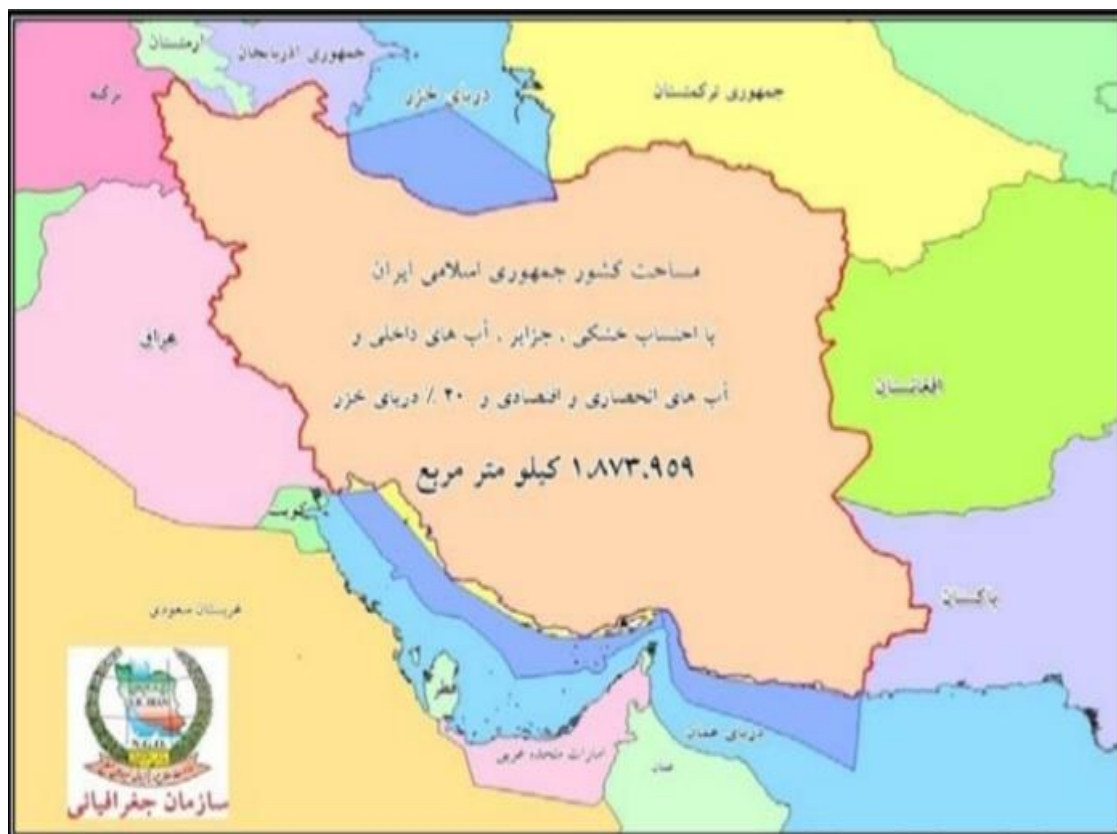 ارمنستان
جمهوری آذربایجان
ترکیه
دریای خزر
جمهوری ترکمنستان
مساحت کشور جمهوری اسلامی ایران
با احتساب خشکی ، جزایر ، آب های داخلی و
آب های انحصاری و اقتصادی و ۲۰ ٪ دریای خزر
۱،۸۷۳،۹۵۹ کیلو متر مربع
عراق
افغانستان
کویت
پاکستان
عربستان سعودی
قطر
امارات متحده عربی
دریای عمان
عمان
I.R.IRAN
N.G.O.
سازمان جغرافیائی